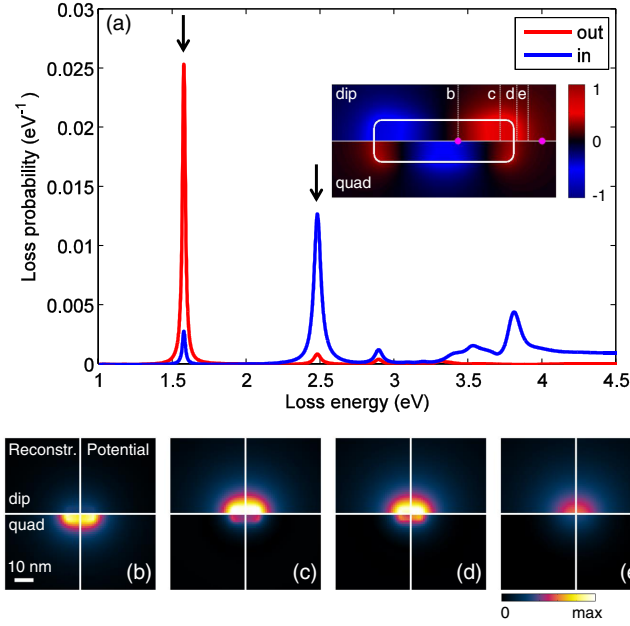 0.03
0.025
0.02
0.015
0.01
0.005
0
Loss probability (eV⁻¹)
(a)
out
in
dip
b
c
d
e
quad
1
0
-1
1
1.5
2
2.5
3
3.5
4
4.5
Loss energy (eV)
Reconstr.
Potential
dip
quad
10 nm
(b)
(c)
(d)
(e
0
max